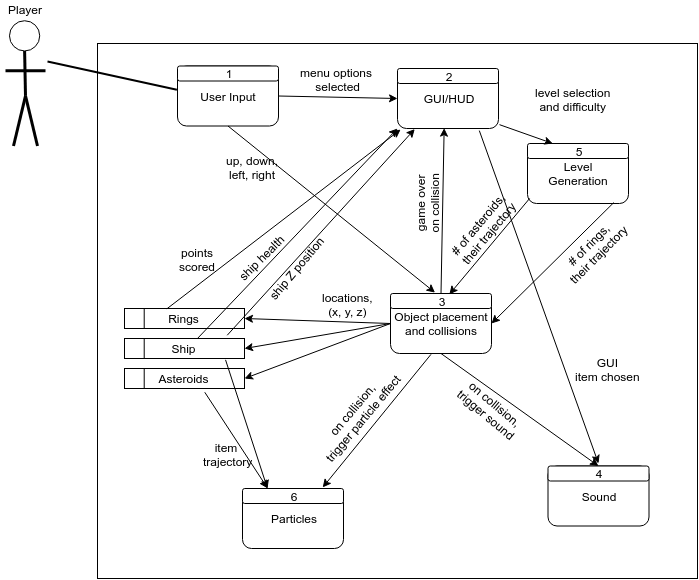 Player
1
User Input
menu options
selected
2
GUI/HUD
level selection
and difficulty
5
Level
Generation
up, down,
left, right
game over
on collision
# of asteroids,
their trajectory
# of rings,
their trajectory
points
scored
ship health
ship Z position
locations,
(x, y, z)
3
Object placement
and collisions
Rings
Ship
Asteroids
GUI
item chosen
on collision,
trigger particle effect
on collision,
trigger sound
item
trajectory
6
Particles
4
Sound